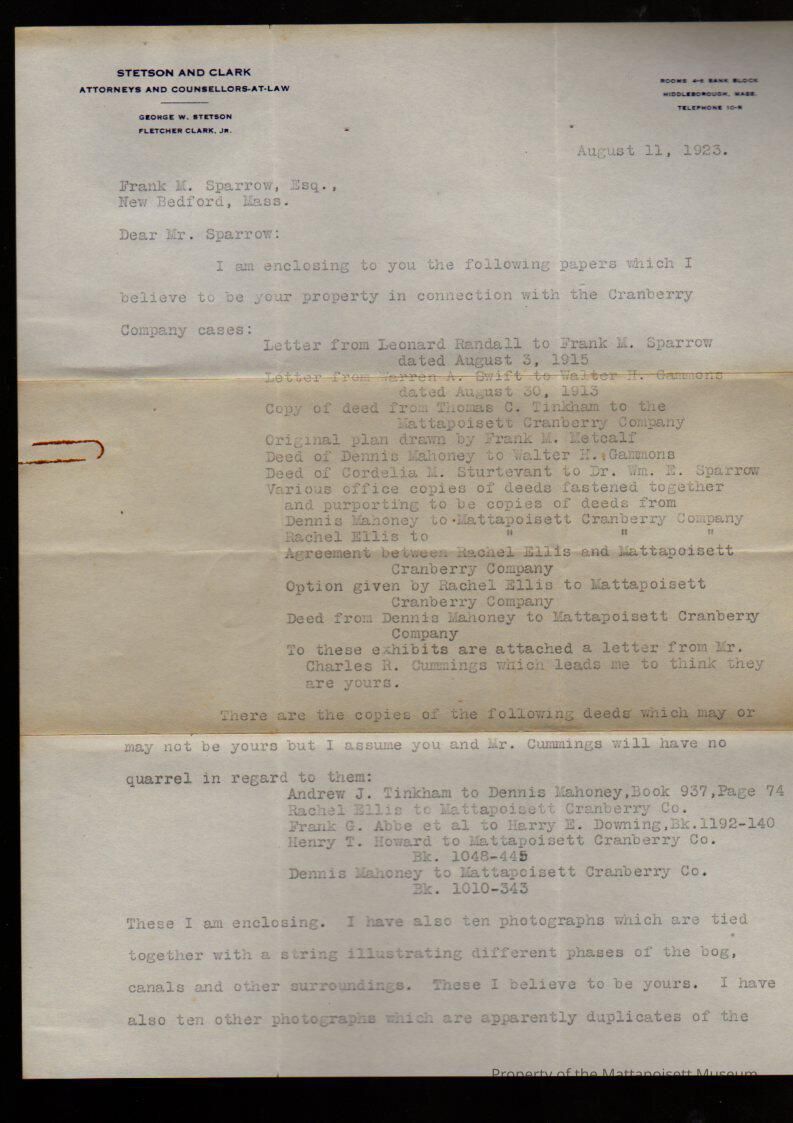 STETSON AND CLARK
ATTORNEYS AND COUNSELLORS-AT-LAW
GEORGE W. STETSON
FLETCHER CLARK, JR.
ROOMS 4-5 BANK BLOCK
MIDDLEBOROUGH, MASS.
TELEPHONE 10-R
August 11, 1923.
Frank M. Sparrow, Esq.,
New Bedford, Mass.
Dear Mr. Sparrow:
I am enclosing to you the following papers which I
believe to be your property in connection with the Cranberry
Company cases:
Letter from Leonard Randall to Frank M. Sparrow
dated August 3, 1915
Letter from Warren A. Swift to Walter H. Gammons
dated August 30, 1913
Copy of deed from Thomas C. Tinkham to the
Mattapoisett Cranberry Company
Original plan drawn by Frank M. Metcalf
Deed of Dennis Mahoney to Walter H. Gammons
Deed of Cordelia M. Sturtevant to Dr. Wm. E. Sparrow
Various office copies of deeds fastened together
and purporting to be copies of deeds from
Dennis Mahoney to Mattapoisett Cranberry Company
Rachel Ellis to " " "
Agreement between Rachel Ellis and Mattapoisett
Cranberry Company
Option given by Rachel Ellis to Mattapoisett
Cranberry Company
Deed from Dennis Mahoney to Mattapoisett Cranberry
Company
To these exhibits are attached a letter from Mr.
Charles R. Cummings which leads me to think they
are yours.
There are the copies of the following deeds which may or
may not be yours but I assume you and Mr. Cummings will have no
quarrel in regard to them:
Andrew J. Tinkham to Dennis Mahoney,Book 937,Page 74
Rachel Ellis to Mattapoisett Cranberry Co.
Frank G. Abbe et al to Harry E. Downing,Bk.1192-140
Henry T. Howard to Mattapoisett Cranberry Co.
Bk. 1048-445
Dennis Mahoney to Mattapoisett Cranberry Co.
Bk. 1010-343
These I am enclosing. I have also ten photographs which are tied
together with a string illustrating different phases of the bog,
canals and other surroundings. These I believe to be yours. I have
also ten other photographs which are apparently duplicates of the
Property of the Mattapoisett Museum